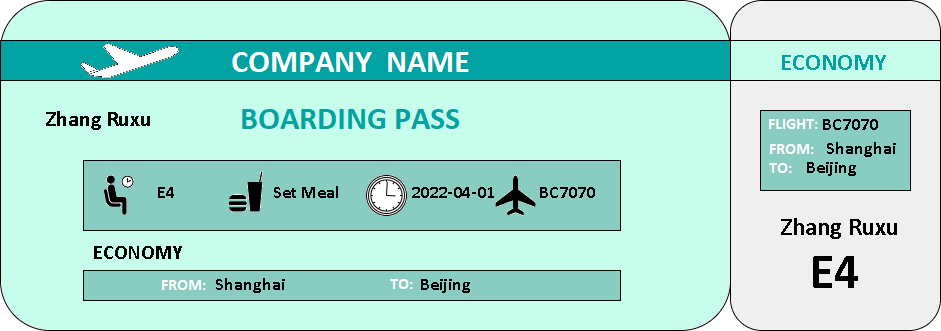 COMPANY NAME
BOARDING PASS
Zhang Ruxu
E4 Set Meal 2022-04-01 BC7070
ECONOMY
FROM: Shanghai TO: Beijing
ECONOMY
FLIGHT: BC7070
FROM: Shanghai
TO: Beijing
Zhang Ruxu
E4